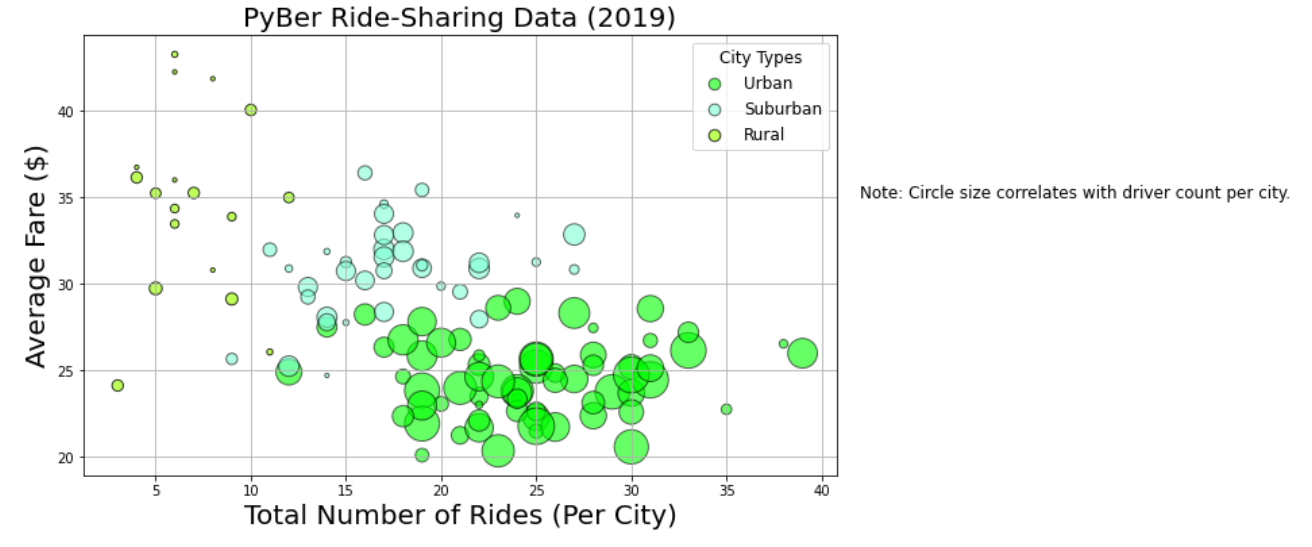 PyBer Ride-Sharing Data (2019)
City Types
Urban
Suburban
Rural
Note: Circle size correlates with driver count per city.
Average Fare ($)
40
35
30
25
20
5 10 15 20 25 30 35 40
Total Number of Rides (Per City)